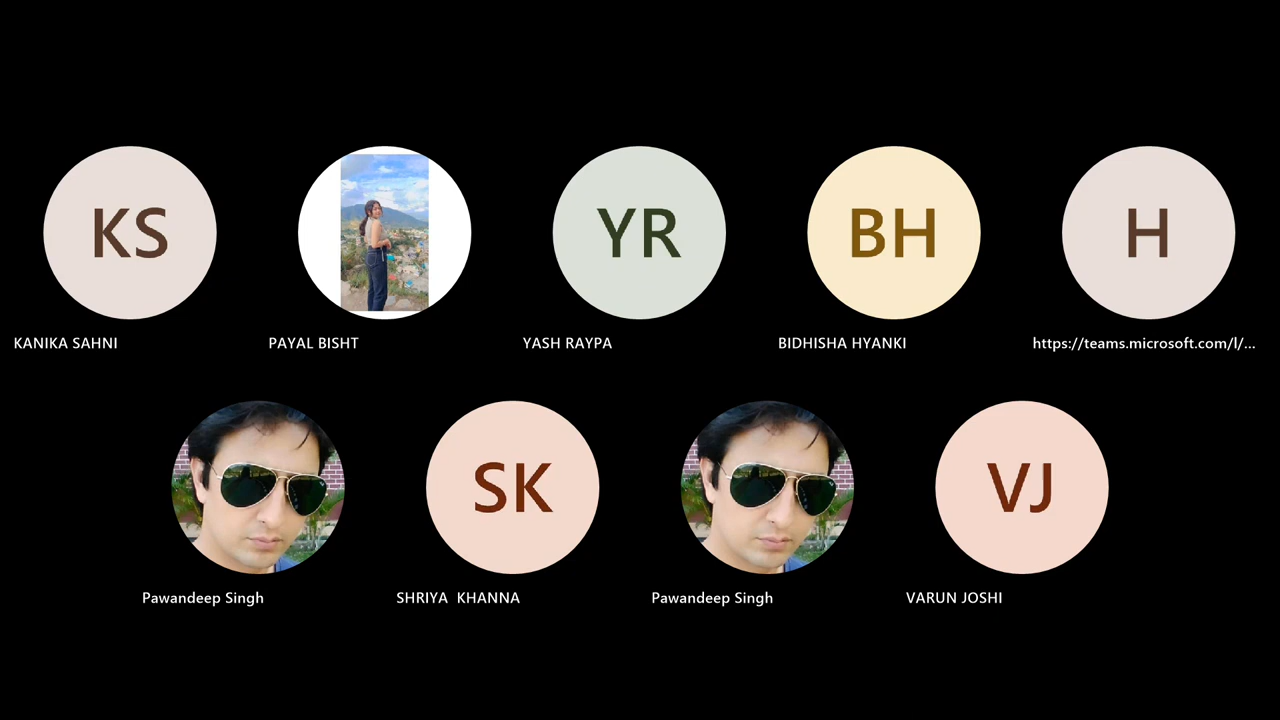 KS
YR
BH
H
KANIKA SAHNI
PAYAL BISHT
YASH RAYPA
BIDHISHA HYANKI
https://teams.microsoft.com/l/...
SK
VJ
Pawandeep Singh
SHRIYA  KHANNA
Pawandeep Singh
VARUN JOSHI